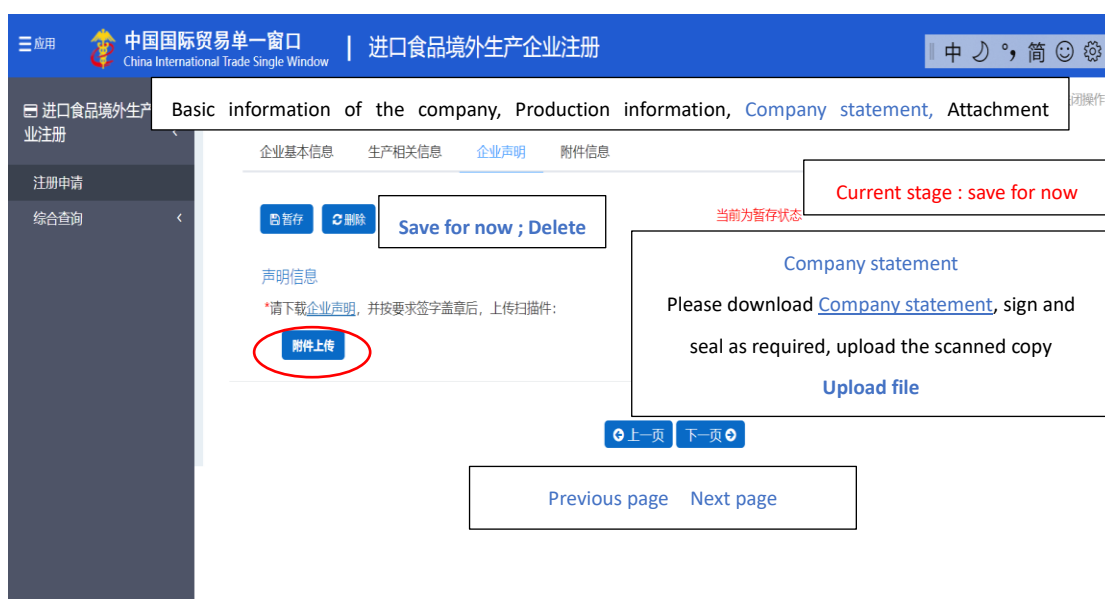 应用
中国国际贸易单一窗口
China International Trade Single Window
进口食品境外生产企业注册
中 简
进口食品境外生产
业注册
Basic information of the company, Production information, Company statement, Attachment
闭操作
企业基本信息 生产相关信息 企业声明 附件信息
注册申请
综合查询
Current stage : save for now
暂存 删除
Save for now ; Delete
当前为暂存状态
声明信息
*请下载企业声明，并按要求签字盖章后，上传扫描件：
附件上传
Company statement
Please download Company statement, sign and
seal as required, upload the scanned copy
Upload file
上一页 下一页
Previous page Next page